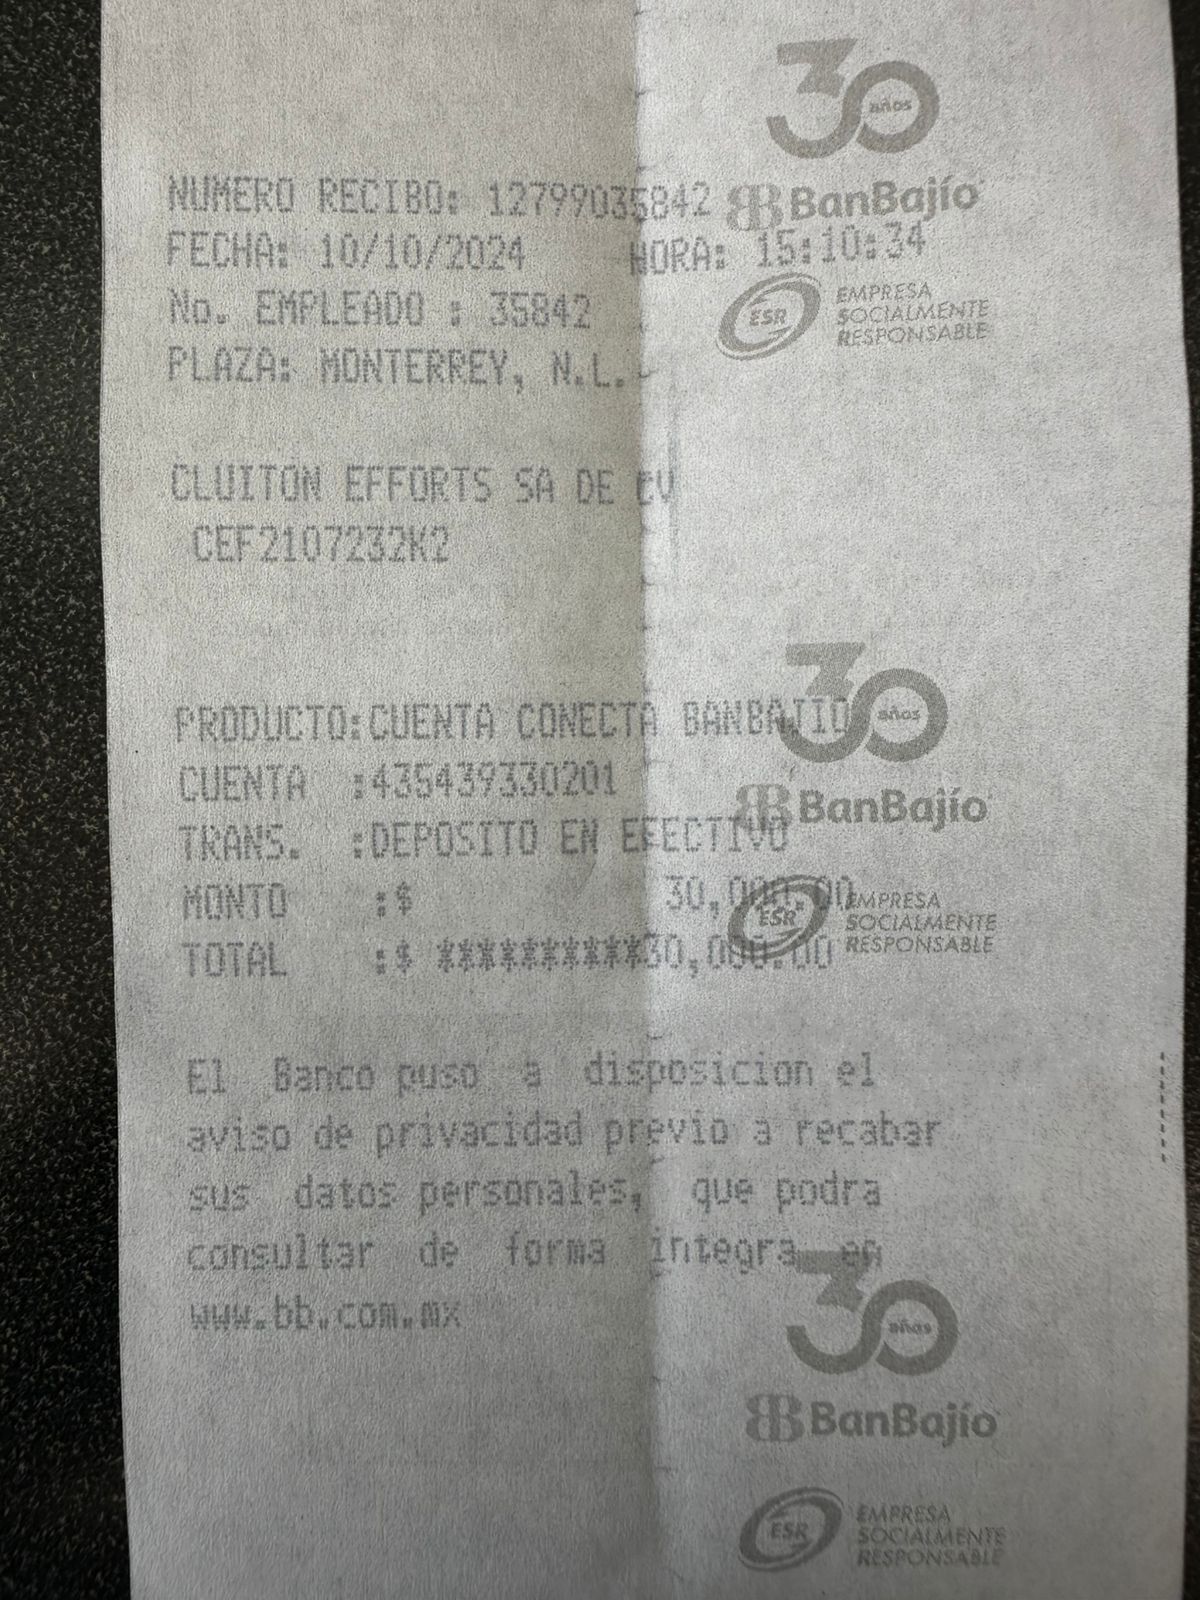 30 años
NUMERO RECIBO: 12799035842 BanBajío
FECHA: 10/10/2024 HORA: 15:10:34
No. EMPLEADO : 35842
ESR EMPRESA
SOCIALMENTE
RESPONSABLE
PLAZA: MONTERREY, N.L.
CLUITON EFFORTS SA DE CV
CEF2107232K2
30 años
PRODUCTO:CUENTA CONECTA BANBAJIO
CUENTA :435439330201
BanBajío
TRANS. :DEPOSITO EN EFECTIVO
MONTO :$ 30,000.00
ESR EMPRESA
SOCIALMENTE
RESPONSABLE
TOTAL :$ **********30,000.00
El Banco puso a disposicion el
aviso de privacidad previo a recabar
sus datos personales, que podra
consultar de forma integra en
www.bb.com.mx
30 años
BanBajío
ESR EMPRESA
SOCIALMENTE
RESPONSABLE